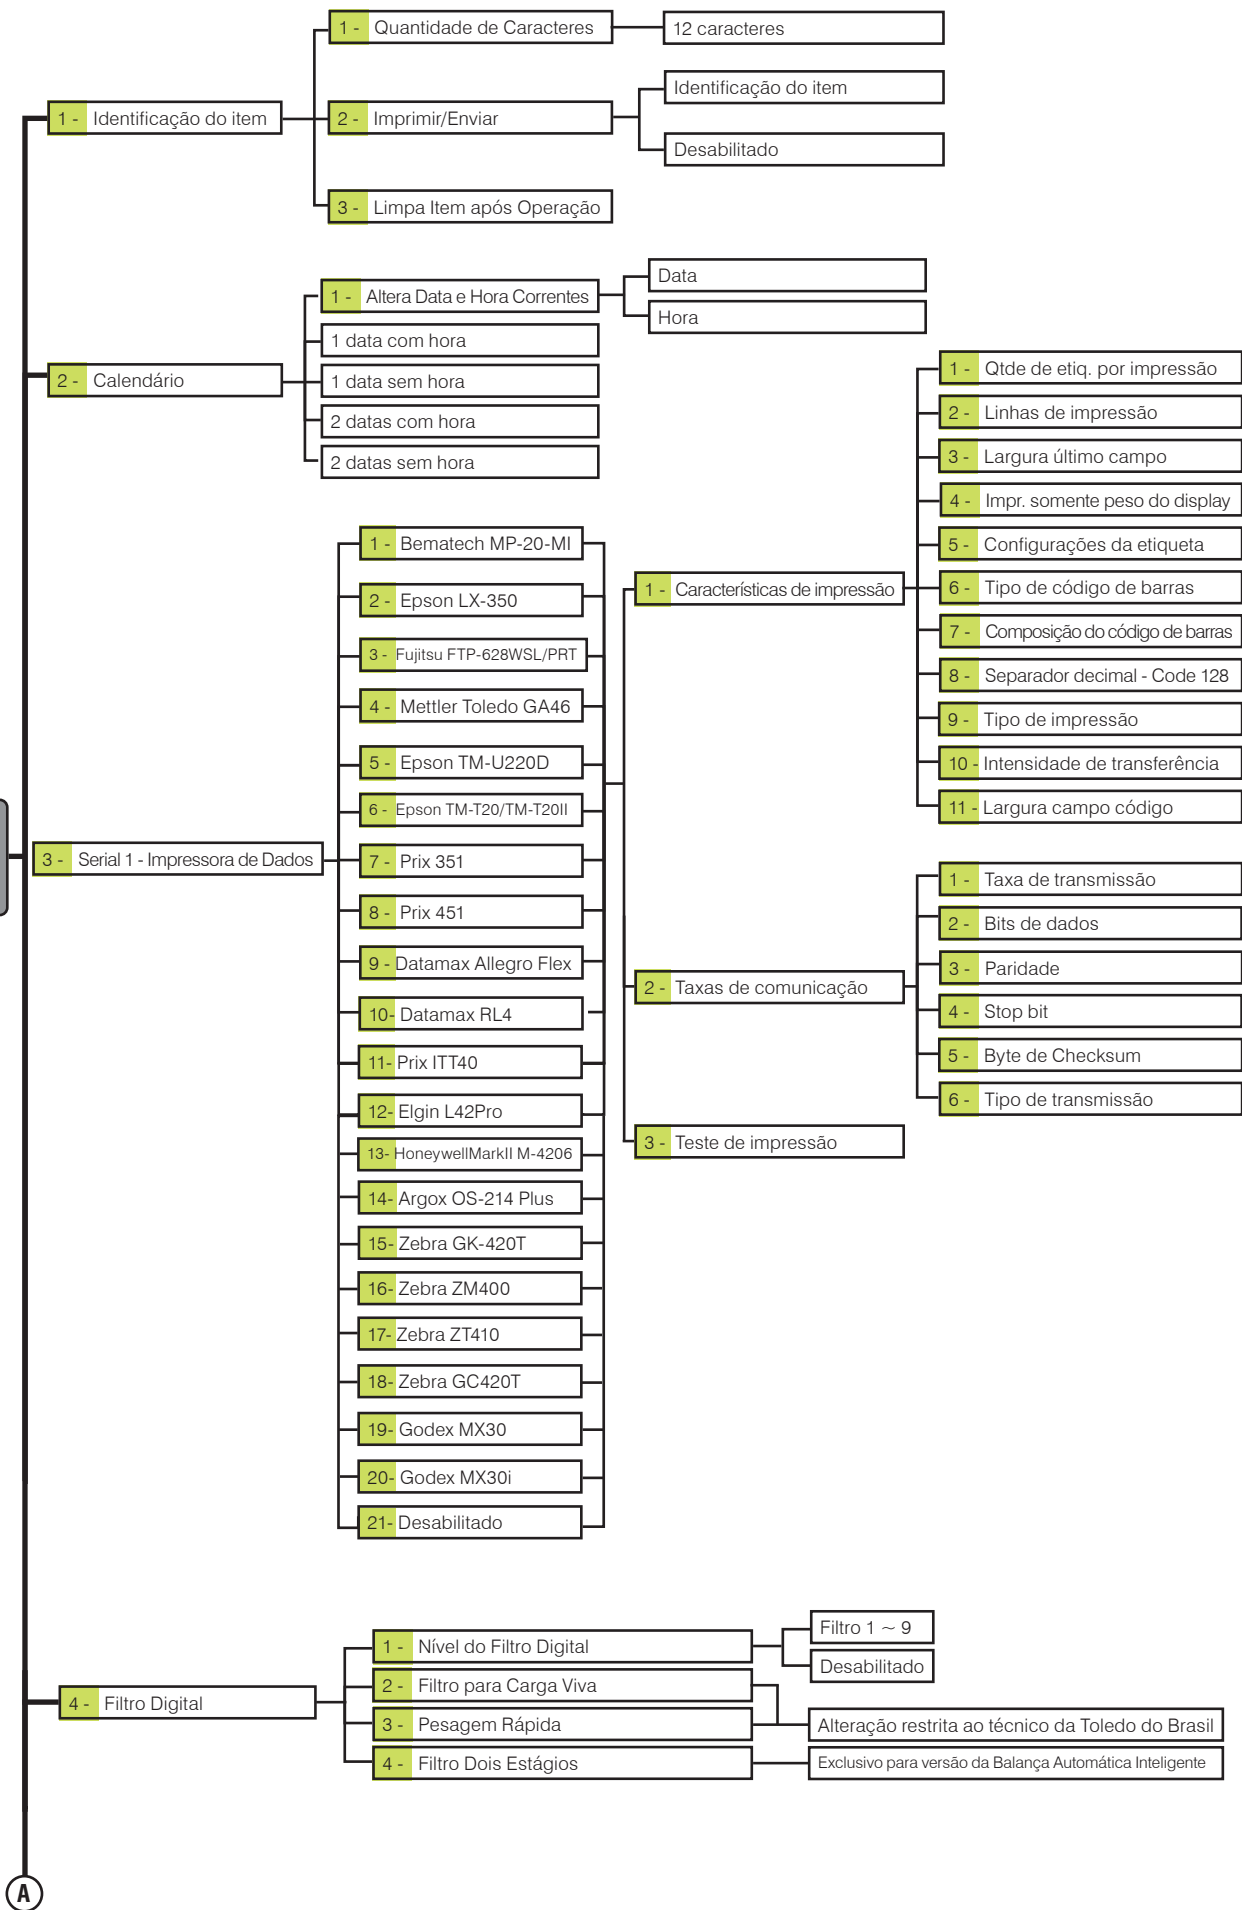 1 - Identificação do item
1 - Quantidade de Caracteres
12 caracteres
2 - Imprimir/Enviar
Identificação do item
Desabilitado
3 - Limpa Item após Operação
2 - Calendário
1 - Altera Data e Hora Correntes
Data
Hora
1 data com hora
1 data sem hora
2 datas com hora
2 datas sem hora
3 - Serial 1 - Impressora de Dados
1 - Bematech MP-20-MI
2 - Epson LX-350
3 - Fujitsu FTP-628WSL/PRT
4 - Mettler Toledo GA46
5 - Epson TM-U220D
6 - Epson TM-T20/TM-T20II
7 - Prix 351
8 - Prix 451
9 - Datamax Allegro Flex
10- Datamax RL4
11- Prix ITT40
12- Elgin L42Pro
13- HoneywellMarkII M-4206
14- Argox OS-214 Plus
15- Zebra GK-420T
16- Zebra ZM400
17- Zebra ZT410
18- Zebra GC420T
19- Godex MX30
20- Godex MX30i
21- Desabilitado
1 - Características de impressão
1 - Qtde de etiq. por impressão
2 - Linhas de impressão
3 - Largura último campo
4 - Impr. somente peso do display
5 - Configurações da etiqueta
6 - Tipo de código de barras
7 - Composição do código de barras
8 - Separador decimal - Code 128
9 - Tipo de impressão
10 - Intensidade de transferência
11 - Largura campo código
2 - Taxas de comunicação
1 - Taxa de transmissão
2 - Bits de dados
3 - Paridade
4 - Stop bit
5 - Byte de Checksum
6 - Tipo de transmissão
3 - Teste de impressão
4 - Filtro Digital
1 - Nível do Filtro Digital
Filtro 1 ~ 9
Desabilitado
2 - Filtro para Carga Viva
3 - Pesagem Rápida
Alteração restrita ao técnico da Toledo do Brasil
4 - Filtro Dois Estágios
Exclusivo para versão da Balança Automática Inteligente
A